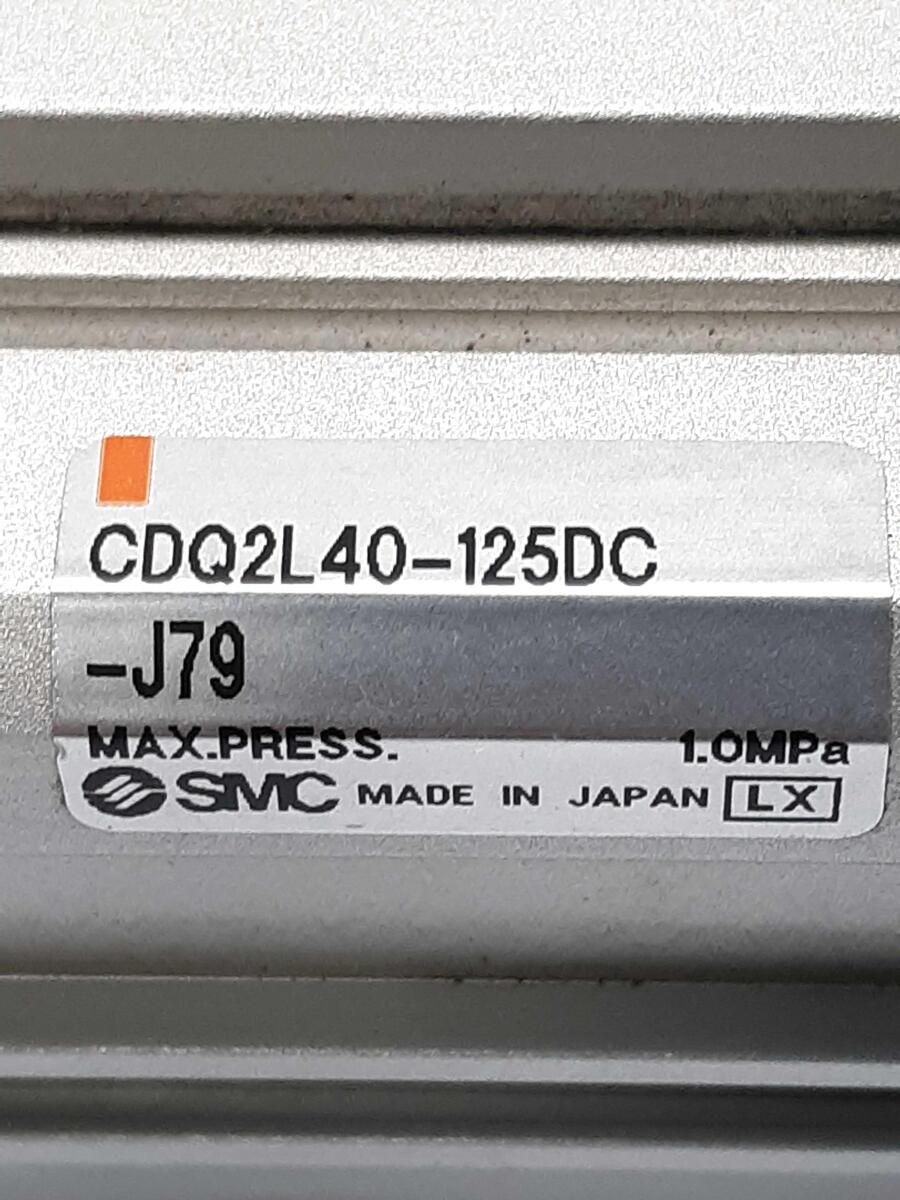 CDQ2L40-125DC
-J79
MAX.PRESS. 1.0MPa
SMC MADE IN JAPAN LX